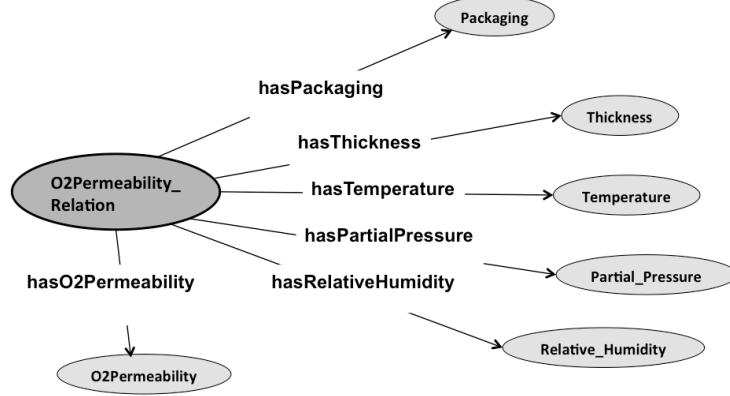 Packaging
hasPackaging
Thickness
hasThickness
O2Permeability_
Relation
hasTemperature
Temperature
hasPartialPressure
Partial_Pressure
hasO2Permeability
hasRelativeHumidity
Relative_Humidity
O2Permeability